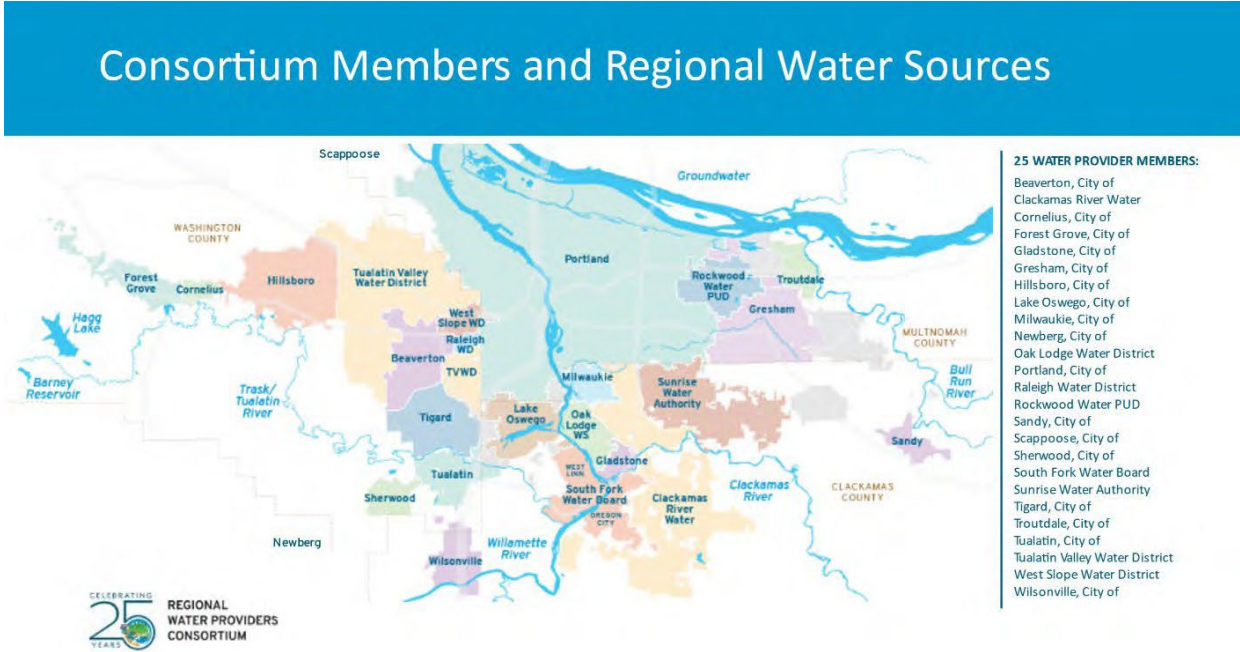 Consortium Members and Regional Water Sources
Scappoose
Groundwater
WASHINGTON
COUNTY
Portland
Forest
Grove
Cornelius
Hillsboro
Tualatin Valley
Water District
Rockwood
Water
PUD
Troutdale
Gresham
West
Slope WD
Raleigh
WD
Hagg
Lake
Beaverton
TVWD
MULTNOMAH
COUNTY
Barney
Reservoir
Trask/
Tualatin
River
Milwaukie
Sunrise
Water
Authority
Bull
Run
River
Tigard
Lake
Oswego
Oak
Lodge
WS
Sandy
Tualatin
WEST
LINN
Gladstone
Sherwood
South Fork
Water Board
OREGON
CITY
Clackamas
River
Water
Clackamas
River
CLACKAMAS
COUNTY
Newberg
Willamette
River
Wilsonville
25 WATER PROVIDER MEMBERS:
Beaverton, City of
Clackamas River Water
Cornelius, City of
Forest Grove, City of
Gladstone, City of
Gresham, City of
Hillsboro, City of
Lake Oswego, City of
Milwaukie, City of
Newberg, City of
Oak Lodge Water District
Portland, City of
Raleigh Water District
Rockwood Water PUD
Sandy, City of
Scappoose, City of
Sherwood, City of
South Fork Water Board
Sunrise Water Authority
Tigard, City of
Troutdale, City of
Tualatin, City of
Tualatin Valley Water District
West Slope Water District
Wilsonville, City of
CELEBRATING
25
YEARS
REGIONAL
WATER PROVIDERS
CONSORTIUM